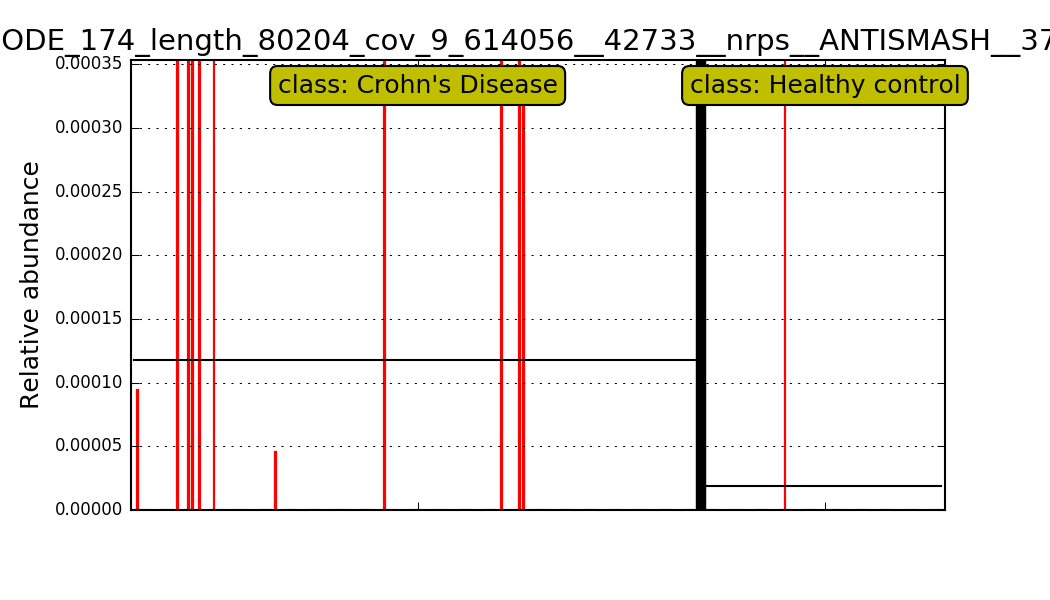 ODE_174_length_80204_cov_9_614056__42733__nrps__ANTISMASH__37
class: Crohn's Disease
class: Healthy control
Relative abundance
0.00035
0.00030
0.00025
0.00020
0.00015
0.00010
0.00005
0.00000